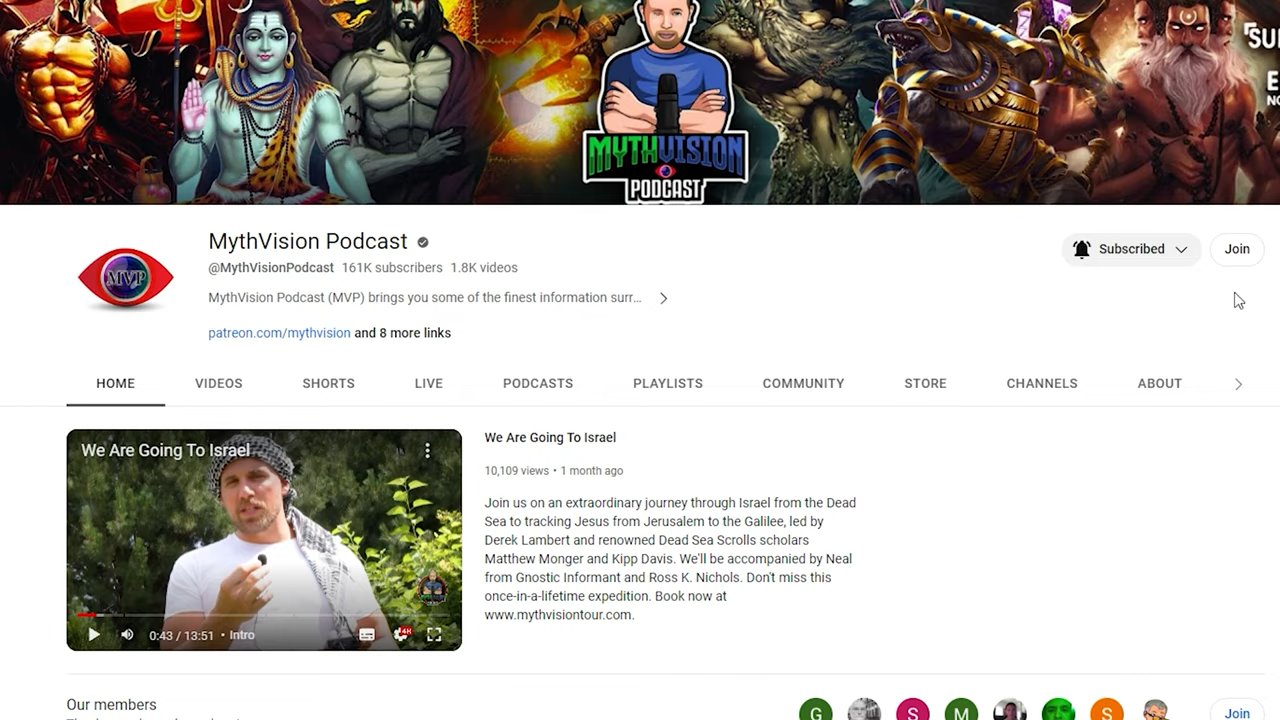 "SU
E
NO
MYTHVISION
PODCAST
MythVision Podcast
@MythVisionPodcast 161K subscribers 1.8K videos
MythVision Podcast (MVP) brings you some of the finest information surr...
patreon.com/mythvision and 8 more links
Subscribed
Join
MVP
HOME VIDEOS SHORTS LIVE PODCASTS PLAYLISTS COMMUNITY STORE CHANNELS ABOUT
We Are Going To Israel
0:43 / 13:51 • Intro
We Are Going To Israel
10,109 views • 1 month ago
Join us on an extraordinary journey through Israel from the Dead
Sea to tracking Jesus from Jerusalem to the Galilee, led by
Derek Lambert and renowned Dead Sea Scrolls scholars
Matthew Monger and Kipp Davis. We'll be accompanied by Neal
from Gnostic Informant and Ross K. Nichols. Don't miss this
once-in-a-lifetime expedition. Book now at
www.mythvisiontour.com.
Our members
G S M S
Join